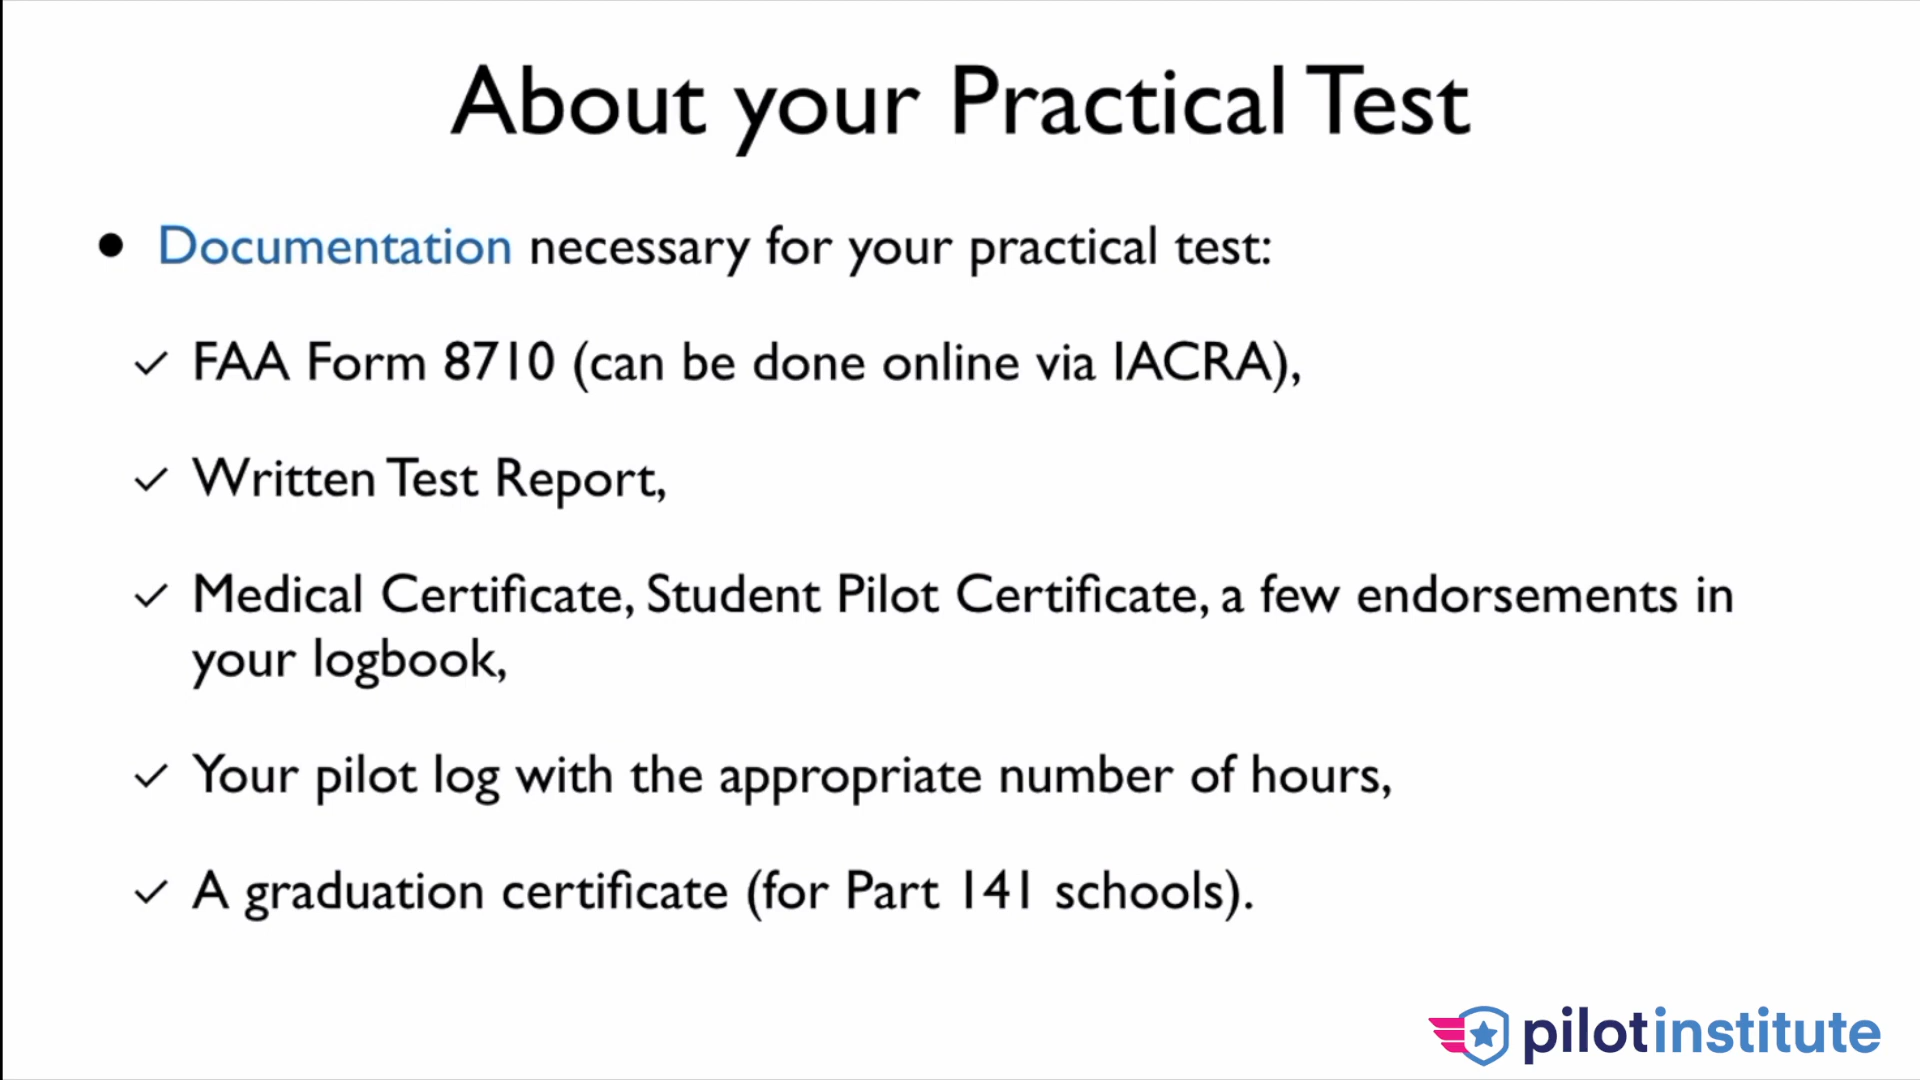 About your Practical Test
• Documentation necessary for your practical test:
✓ FAA Form 8710 (can be done online via IACRA),
✓ Written Test Report,
✓ Medical Certificate, Student Pilot Certificate, a few endorsements in
your logbook,
✓ Your pilot log with the appropriate number of hours,
✓ A graduation certificate (for Part 141 schools).
pilotinstitute